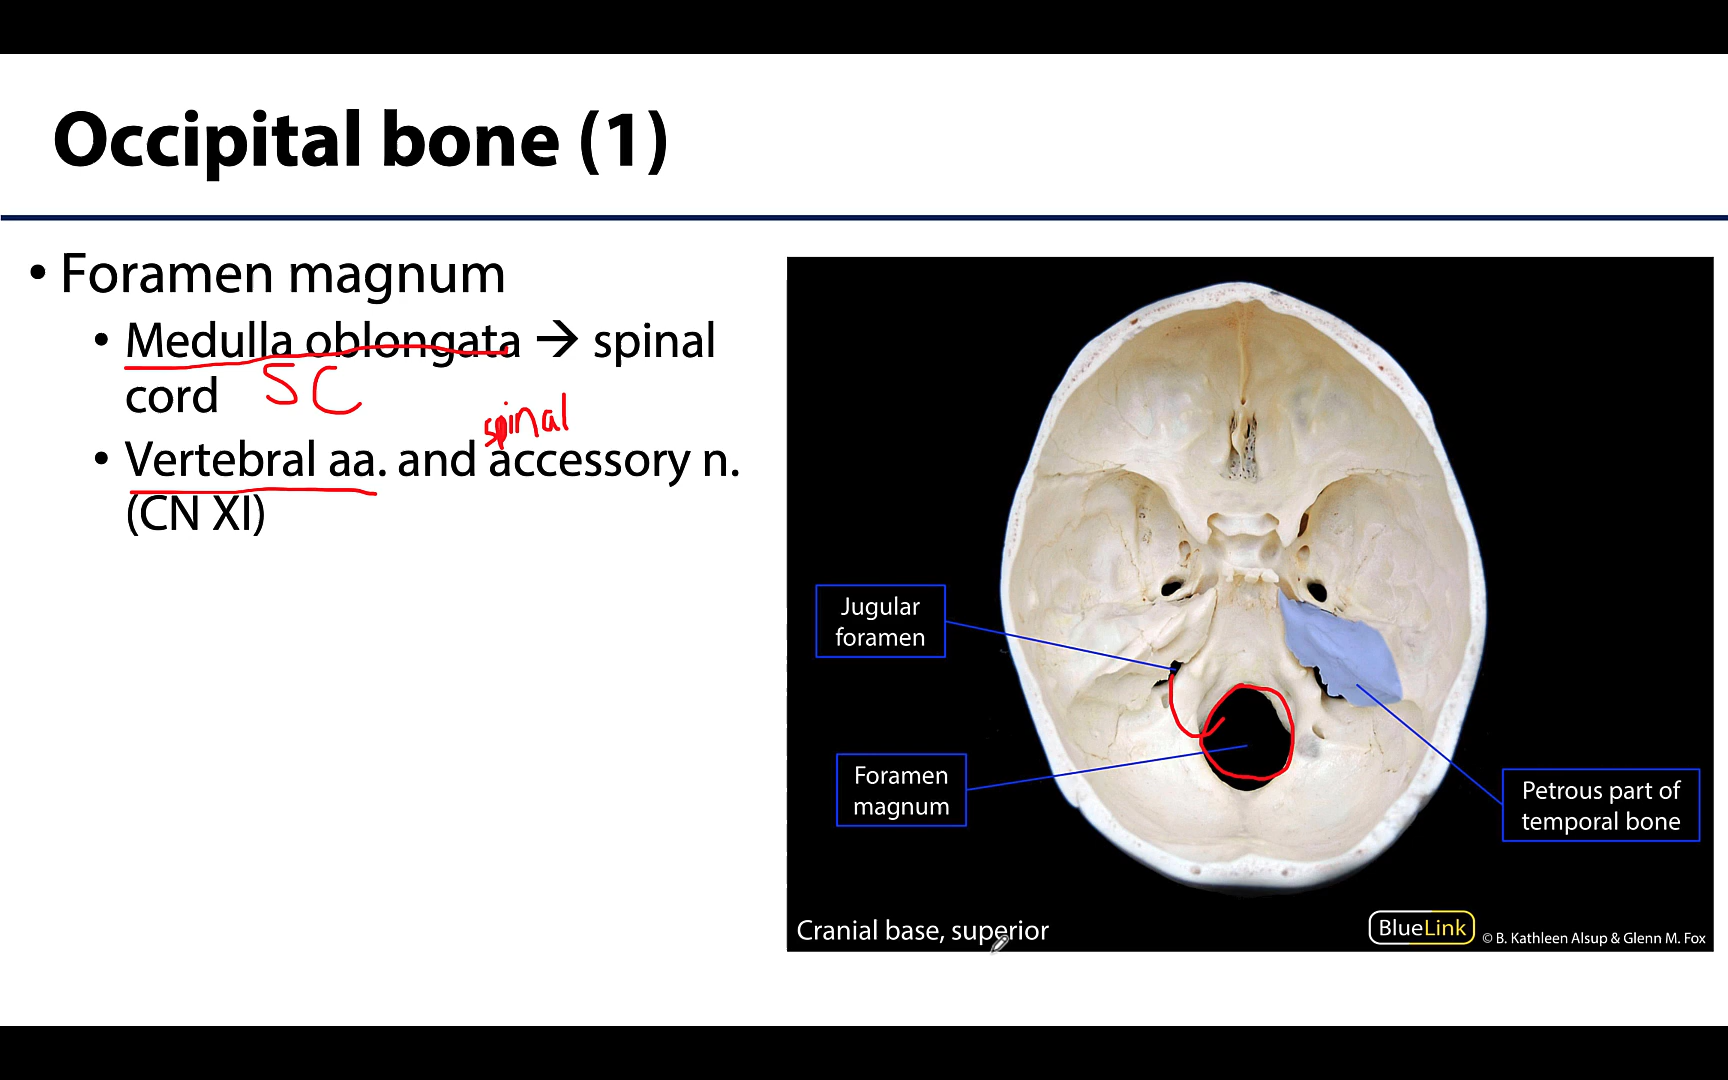 Occipital bone (1)
• Foramen magnum
• Medulla oblongata → spinal
cord SC
spinal
• Vertebral aa. and accessory n.
(CN XI)
Jugular
foramen
Foramen
magnum
Petrous part of
temporal bone
Cranial base, superior
BlueLink © B. Kathleen Alsup & Glenn M. Fox